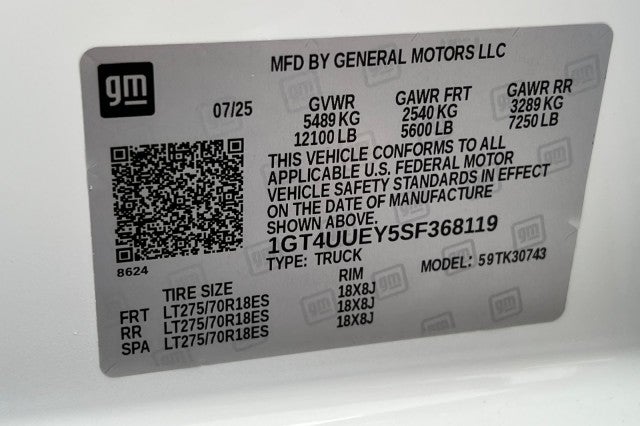 gm
MFD BY GENERAL MOTORS LLC
07/25
GVWR
5489 KG
12100 LB
GAWR FRT
2540 KG
5600 LB
GAWR RR
3289 KG
7250 LB
THIS VEHICLE CONFORMS TO ALL
APPLICABLE U.S. FEDERAL MOTOR
VEHICLE SAFETY STANDARDS IN EFFECT
ON THE DATE OF MANUFACTURE
SHOWN ABOVE.
1GT4UUEY5SF368119
TYPE: TRUCK MODEL: 59TK30743
8624
TIRE SIZE RIM
FRT LT275/70R18ES 18X8J
RR LT275/70R18ES 18X8J
SPA LT275/70R18ES 18X8J